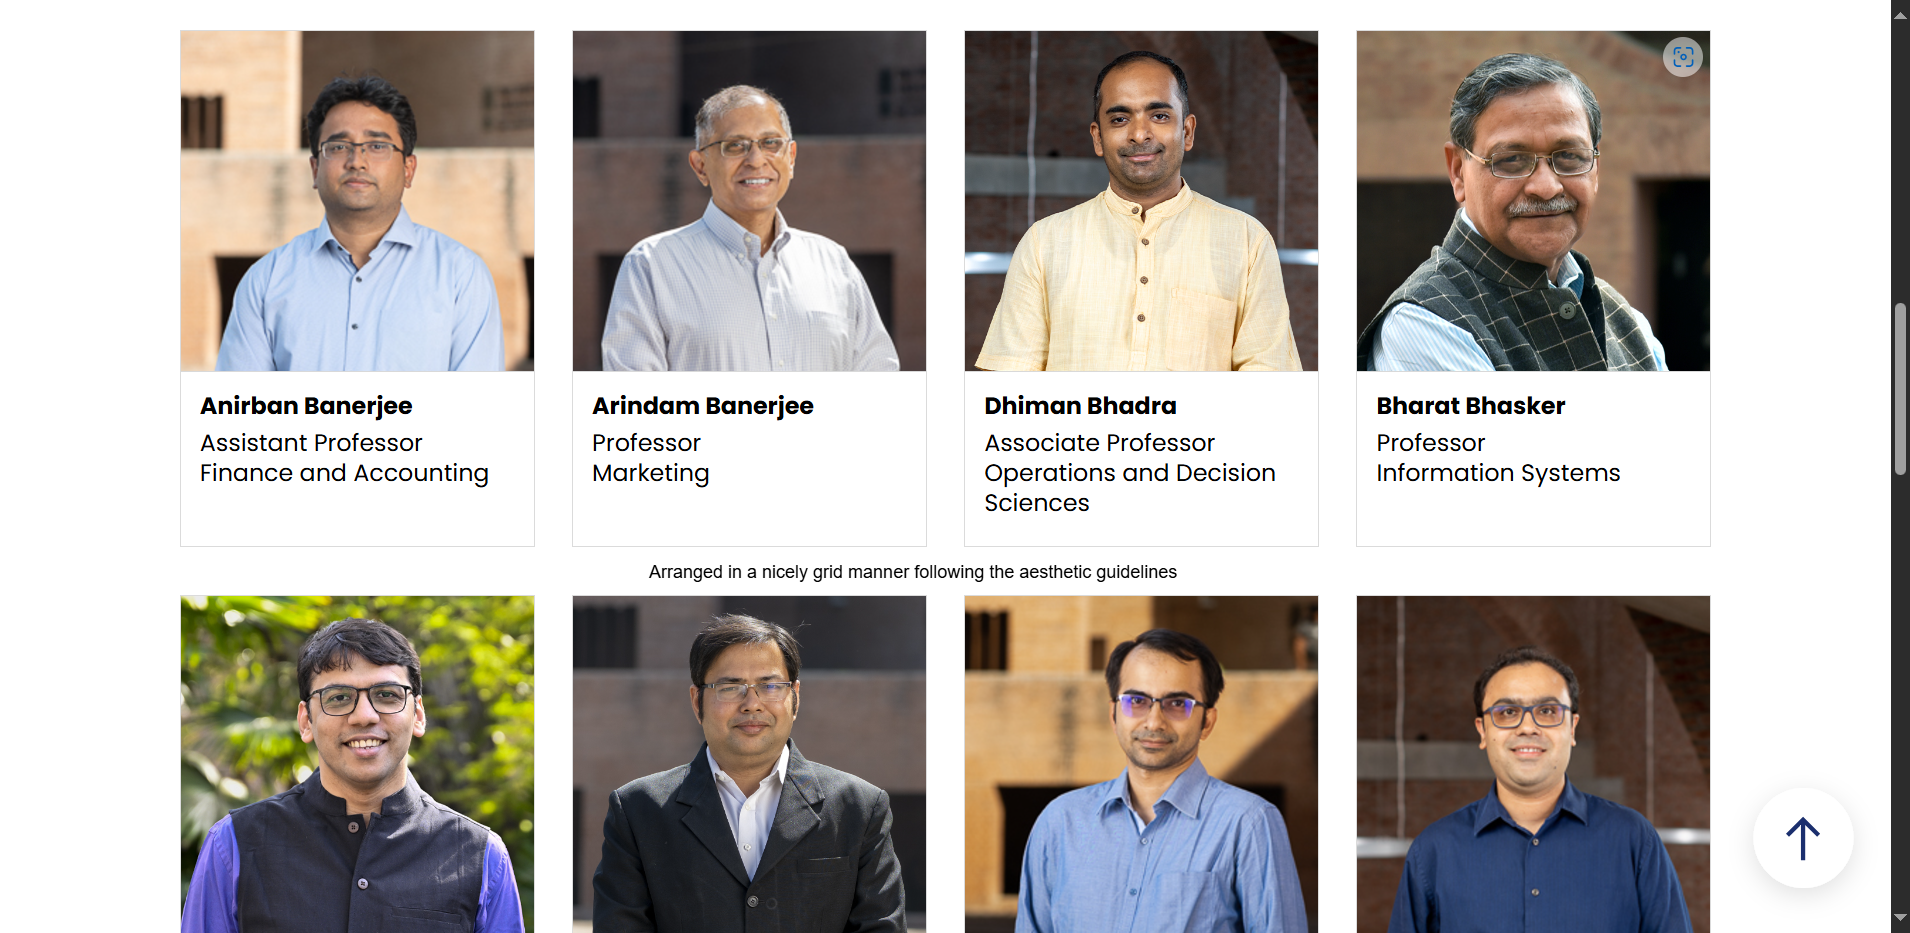 Anirban Banerjee
Assistant Professor
Finance and Accounting
Arindam Banerjee
Professor
Marketing
Dhiman Bhadra
Associate Professor
Operations and Decision
Sciences
Bharat Bhasker
Professor
Information Systems
Arranged in a nicely grid manner following the aesthetic guidelines